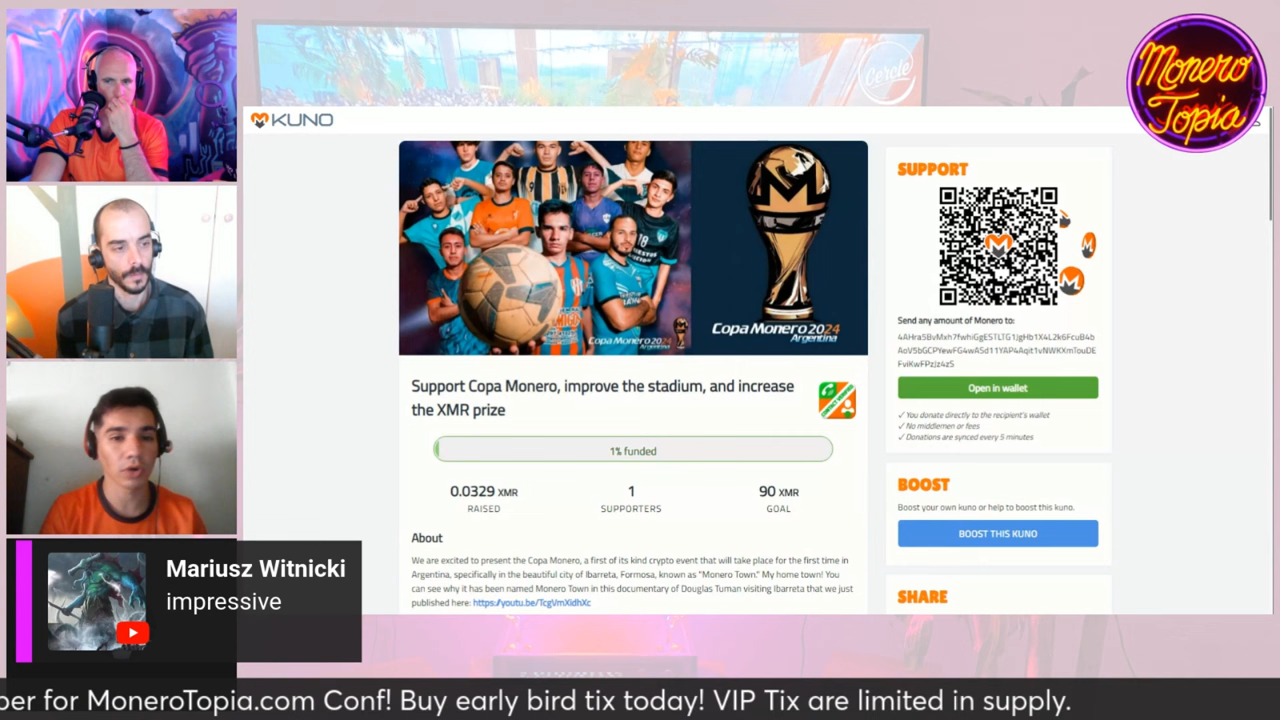 Cercle
Monero
Topia
KUNO
Copa Monero 2024
Copa Monero 2024
Argentina
SUPPORT
Send any amount of Monero to:
Open in wallet
✓ You donate directly to the recipient's wallet
✓ No middlemen or fees
✓ Donations are synced every 5 minutes
Support Copa Monero, improve the stadium, and increase
the XMR prize
1% funded
0.0329 XMR
RAISED
1
SUPPORTERS
90 XMR
GOAL
BOOST
Boost your own kuno or help to boost this kuno.
BOOST THIS KUNO
About
We are excited to present the Copa Monero, a first of its kind crypto event that will take place for the first time in
Argentina, specifically in the beautiful city of Ibarreta, Formosa, known as "Monero Town." My home town! You
can see why it has been named Monero Town in this documentary of Douglas Tuman visiting Ibarreta that we just
published here: https://youtu.be/TcgVmXidhXc
SHARE
Mariusz Witnicki
impressive
ber for MoneroTopia.com Conf! Buy early bird tix today! VIP Tix are limited in supply.